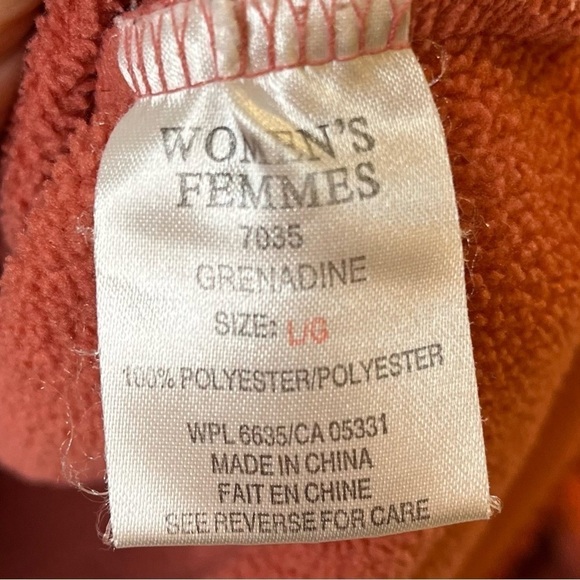 WOMEN'S
FEMMES
7035
GRENADINE
SIZE: L/G
100% POLYESTER/POLYESTER
WPL 6635/CA 05331
MADE IN CHINA
FAIT EN CHINE
SEE REVERSE FOR CARE